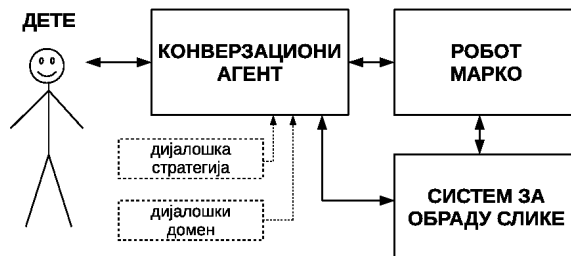 ДЕТЕ
КОНВЕРЗАЦИОНИ
АГЕНТ
РОБОТ
МАРКО
дијалошка
стратегија
дијалошки
домен
СИСТЕМ ЗА
ОБРАДУ СЛИКЕ